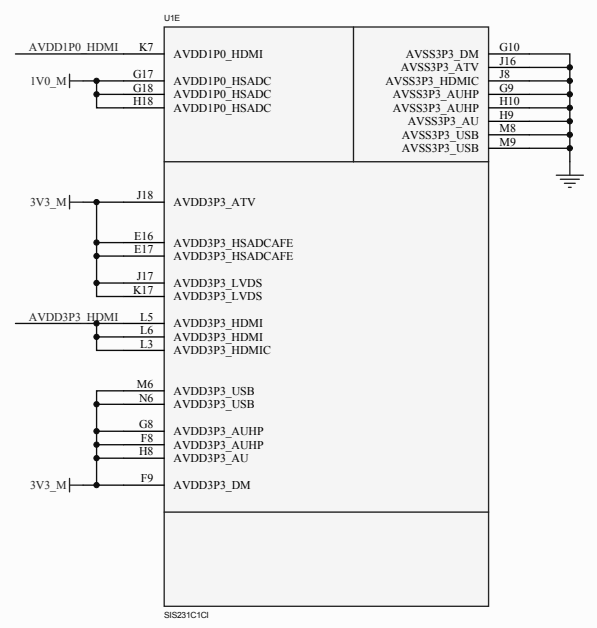 U1E
AVDD1P0_HDMI K7 AVDD1P0_HDMI AVSS3P3_DM G10
AVSS3P3_ATV J16
1V0_M G17 AVDD1P0_HSADC AVSS3P3_HDMIC J8
G18 AVDD1P0_HSADC AVSS3P3_AUHP G9
H18 AVDD1P0_HSADC AVSS3P3_AUHP H10
AVSS3P3_AU H9
AVSS3P3_USB M8
AVSS3P3_USB M9
3V3_M J18 AVDD3P3_ATV
E16 AVDD3P3_HSADCAFE
E17 AVDD3P3_HSADCAFE
J17 AVDD3P3_LVDS
K17 AVDD3P3_LVDS
AVDD3P3_HDMI L5 AVDD3P3_HDMI
L6 AVDD3P3_HDMI
L3 AVDD3P3_HDMIC
M6 AVDD3P3_USB
N6 AVDD3P3_USB
G8 AVDD3P3_AUHP
F8 AVDD3P3_AUHP
H8 AVDD3P3_AU
3V3_M F9 AVDD3P3_DM
SIS231C1CI